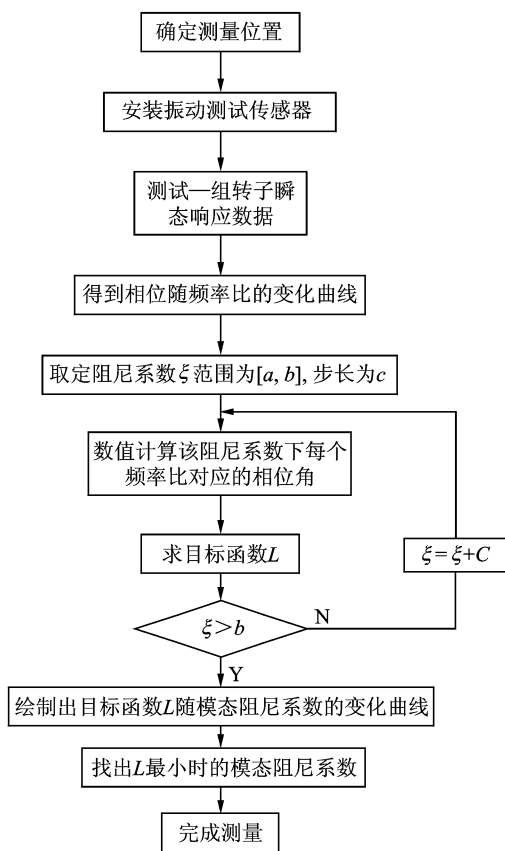 确定测量位置
安装振动测试传感器
测试一组转子瞬
态响应数据
得到相位随频率比的变化曲线
取定阻尼系数ξ范围为[a, b], 步长为c
数值计算该阻尼系数下每个
频率比对应的相位角
求目标函数L
ξ=ξ+C
ξ>b
N
Y
绘制出目标函数L随模态阻尼系数的变化曲线
找出L最小时的模态阻尼系数
完成测量